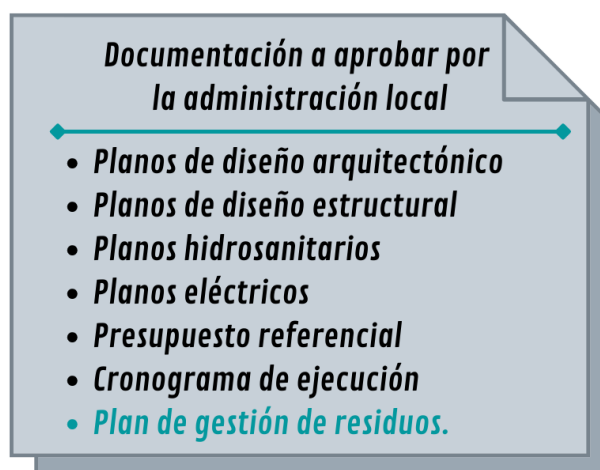 Documentación a aprobar por
la administración local
• Planos de diseño arquitectónico
• Planos de diseño estructural
• Planos hidrosanitarios
• Planos eléctricos
• Presupuesto referencial
• Cronograma de ejecución
• Plan de gestión de residuos.